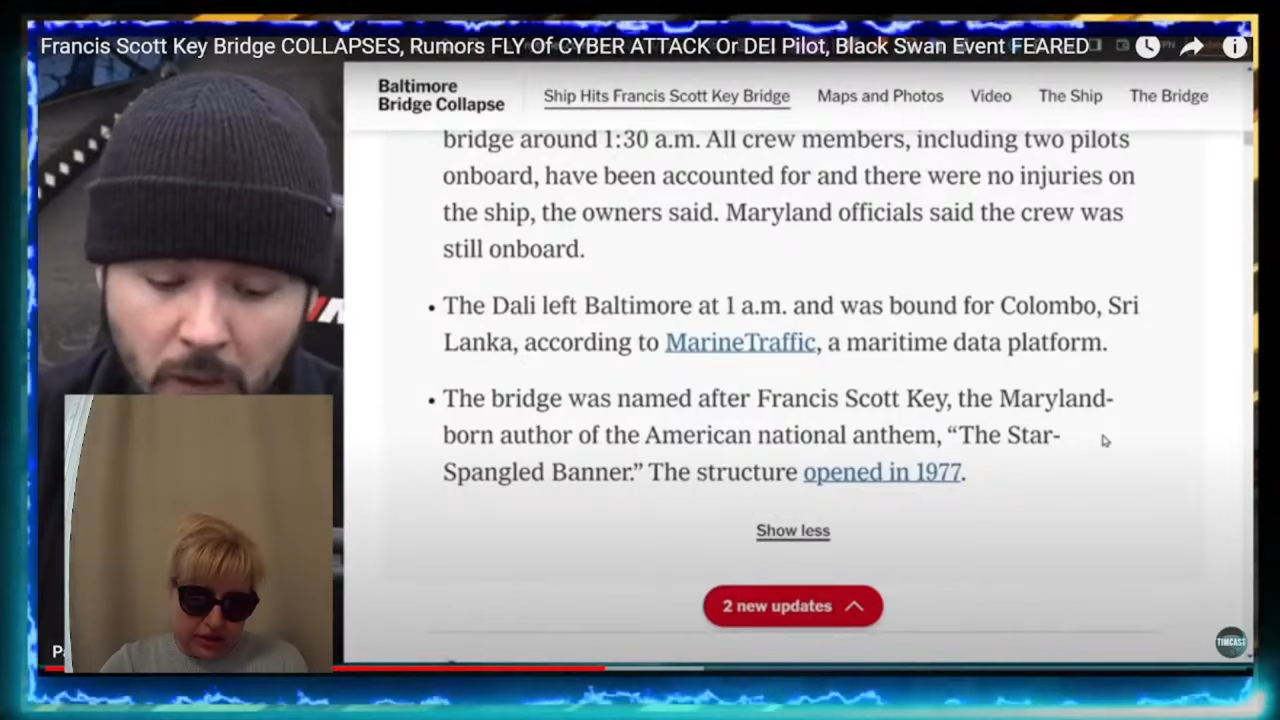 Francis Scott Key Bridge COLLAPSES, Rumors FLY Of CYBER ATTACK Or DEI Pilot, Black Swan Event FEARED
Baltimore
Bridge Collapse
Ship Hits Francis Scott Key Bridge
Maps and Photos
Video
The Ship
The Bridge
bridge around 1:30 a.m. All crew members, including two pilots
onboard, have been accounted for and there were no injuries on
the ship, the owners said. Maryland officials said the crew was
still onboard.
• The Dali left Baltimore at 1 a.m. and was bound for Colombo, Sri
Lanka, according to MarineTraffic, a maritime data platform.
• The bridge was named after Francis Scott Key, the Maryland-
born author of the American national anthem, “The Star-
Spangled Banner.” The structure opened in 1977.
Show less
2 new updates
TIMCAST